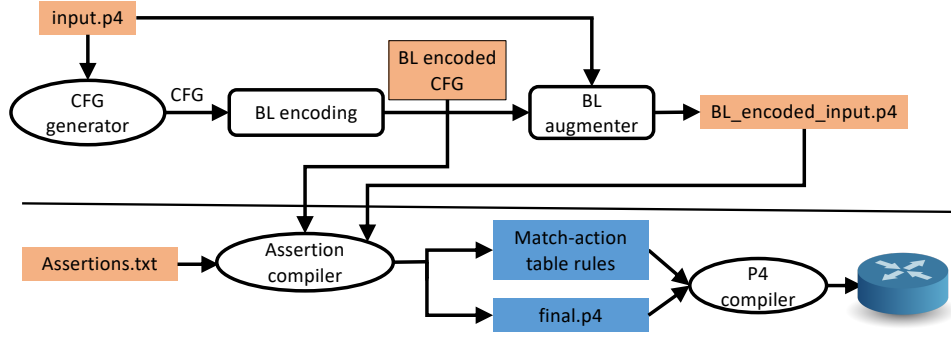 input.p4
BL encoded
CFG
CFG
generator
CFG
BL encoding
BL
augmenter
BL_encoded_input.p4
Assertions.txt
Assertion
compiler
Match-action
table rules
final.p4
P4
compiler